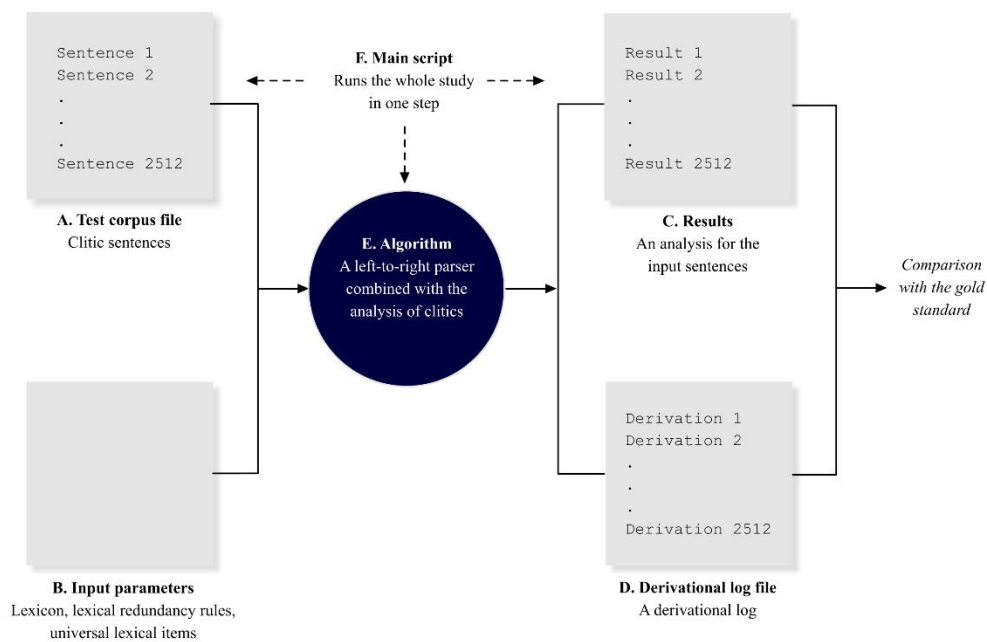 Sentence 1
Sentence 2
.
.
.
Sentence 2512
A. Test corpus file
Clitic sentences
F. Main script
Runs the whole study
in one step
Result 1
Result 2
.
.
.
Result 2512
C. Results
An analysis for the
input sentences
E. Algorithm
A left-to-right parser
combined with the
analysis of clitics
Comparison
with the gold
standard
B. Input parameters
Lexicon, lexical redundancy rules,
universal lexical items
Derivation 1
Derivation 2
.
.
.
Derivation 2512
D. Derivational log file
A derivational log